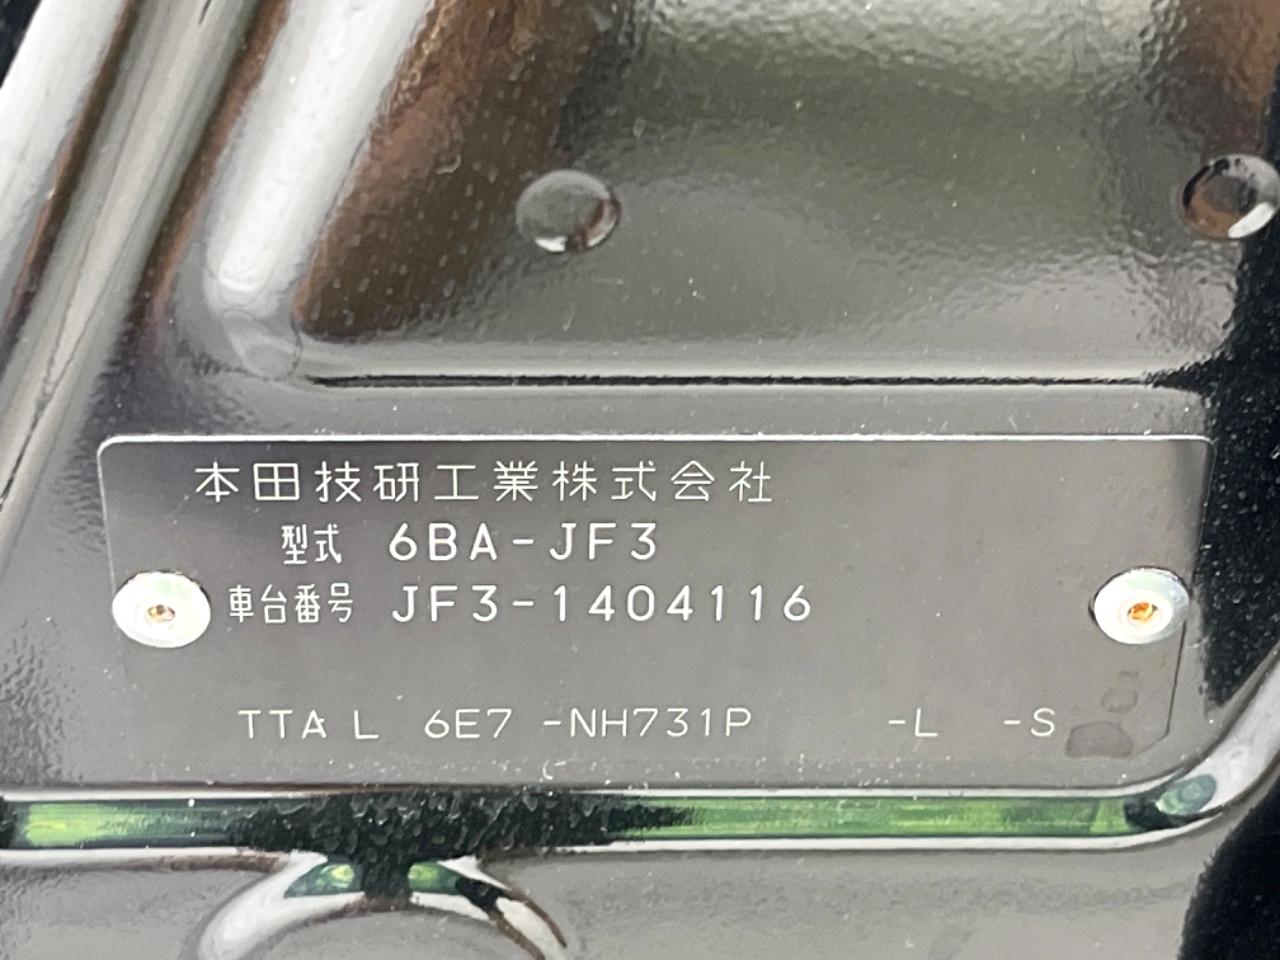 本田技研工業株式会社
型式 6BA-JF3
車台番号 JF3-1404116
TTA L 6E7 -NH731P -L -S